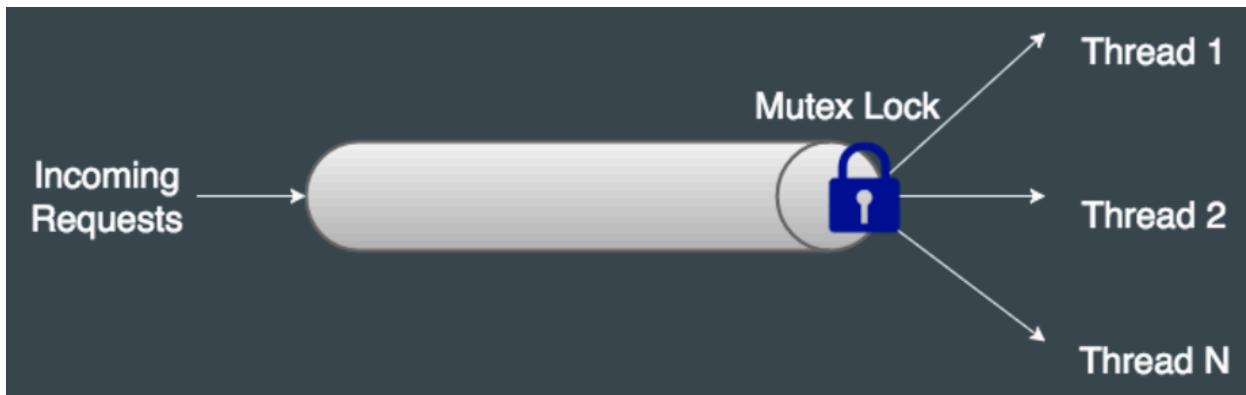 Incoming
Requests
Mutex Lock
Thread 1
Thread 2
Thread N